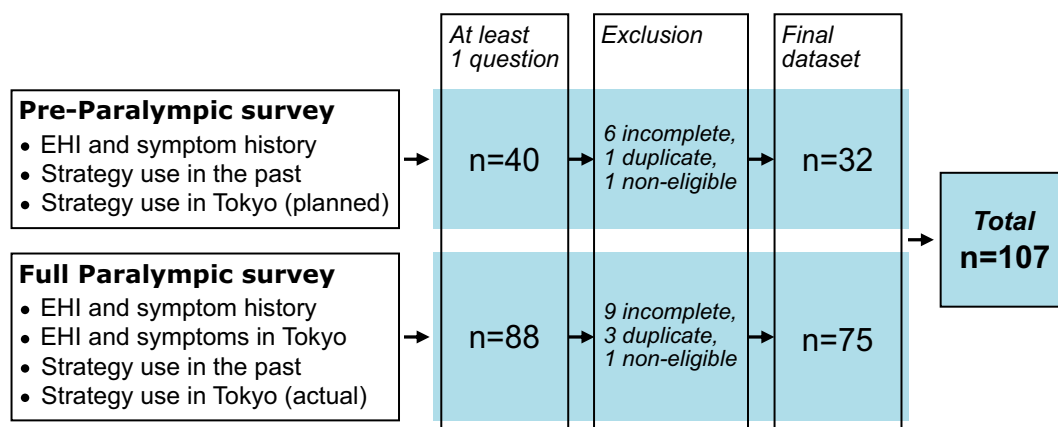 At least
1 question
Exclusion
Final
dataset
Pre-Paralympic survey
• EHI and symptom history
• Strategy use in the past
• Strategy use in Tokyo (planned)
n=40
6 incomplete,
1 duplicate,
1 non-eligible
n=32
Full Paralympic survey
• EHI and symptom history
• EHI and symptoms in Tokyo
• Strategy use in the past
• Strategy use in Tokyo (actual)
n=88
9 incomplete,
3 duplicate,
1 non-eligible
n=75
Total
n=107